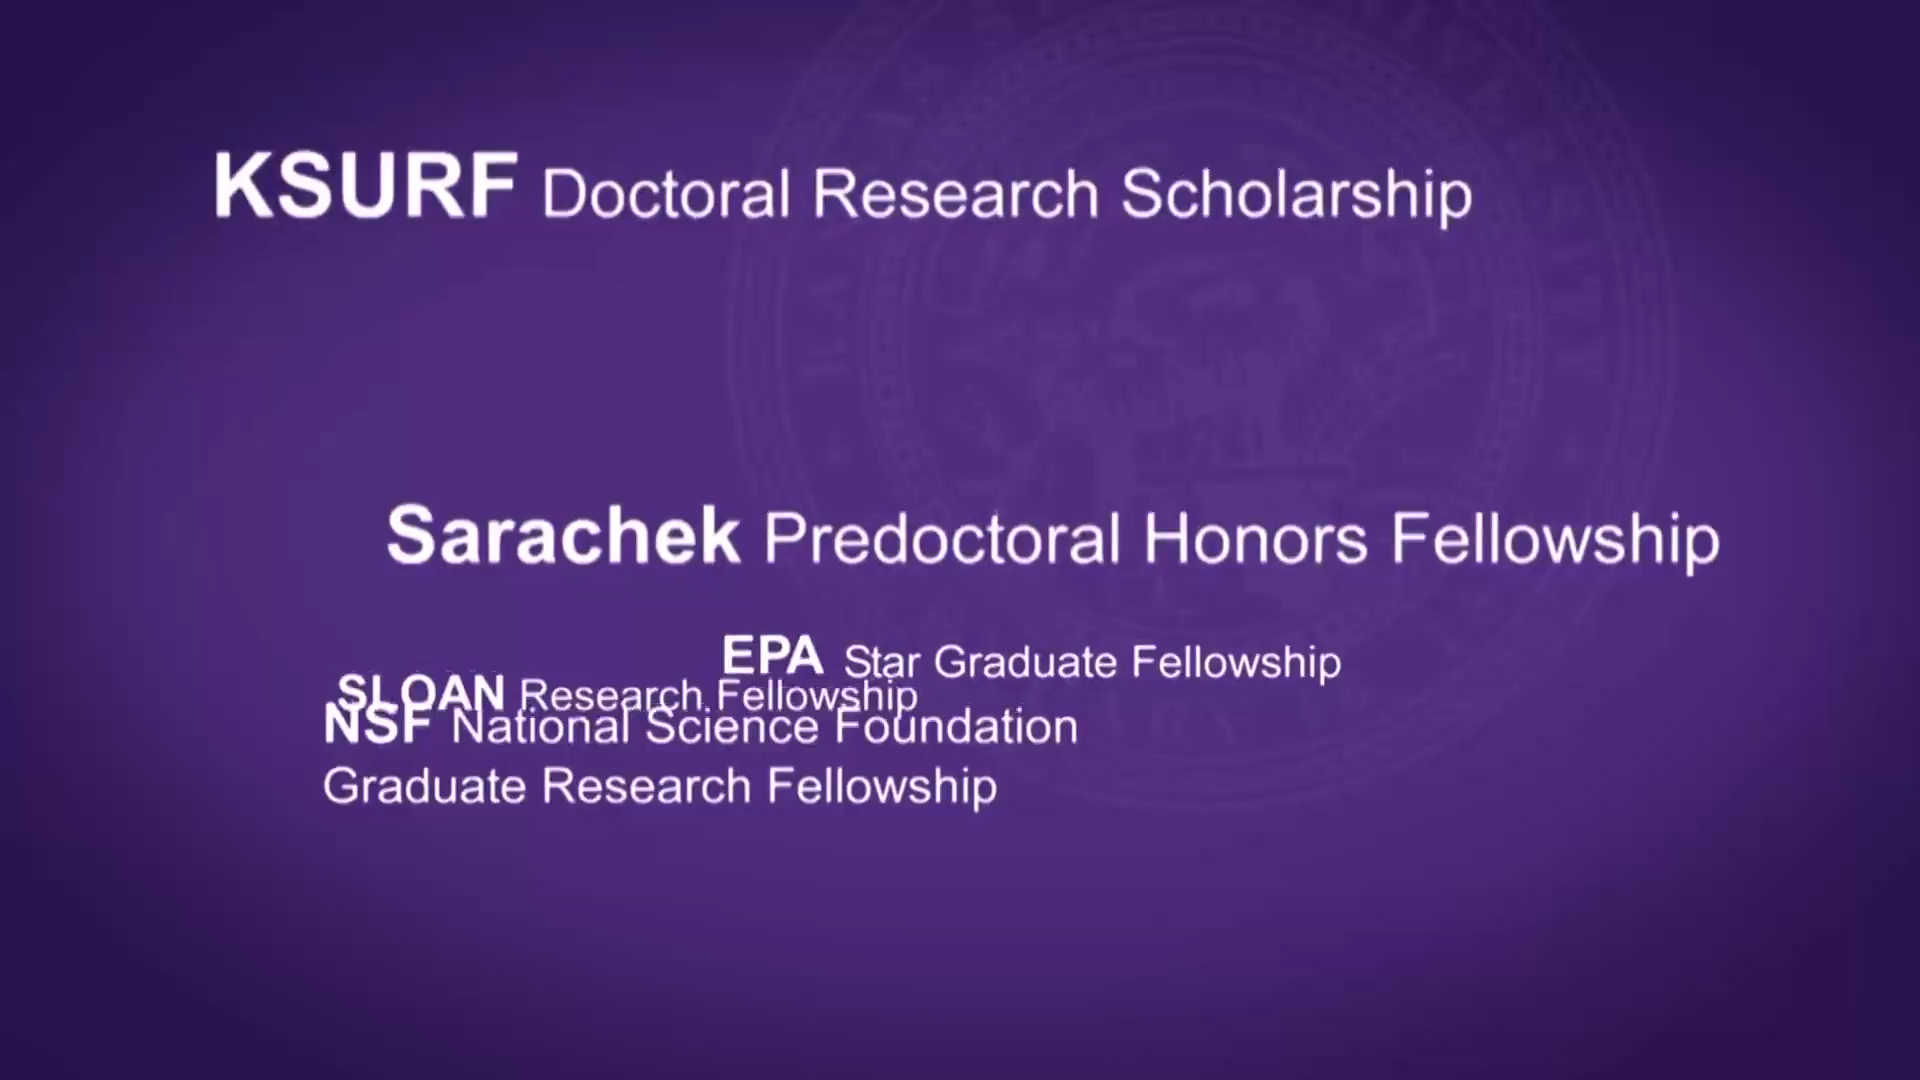 KSURF Doctoral Research Scholarship
Sarachek Predoctoral Honors Fellowship
EPA Star Graduate Fellowship
SLOAN Research Fellowship
NSF National Science Foundation
Graduate Research Fellowship